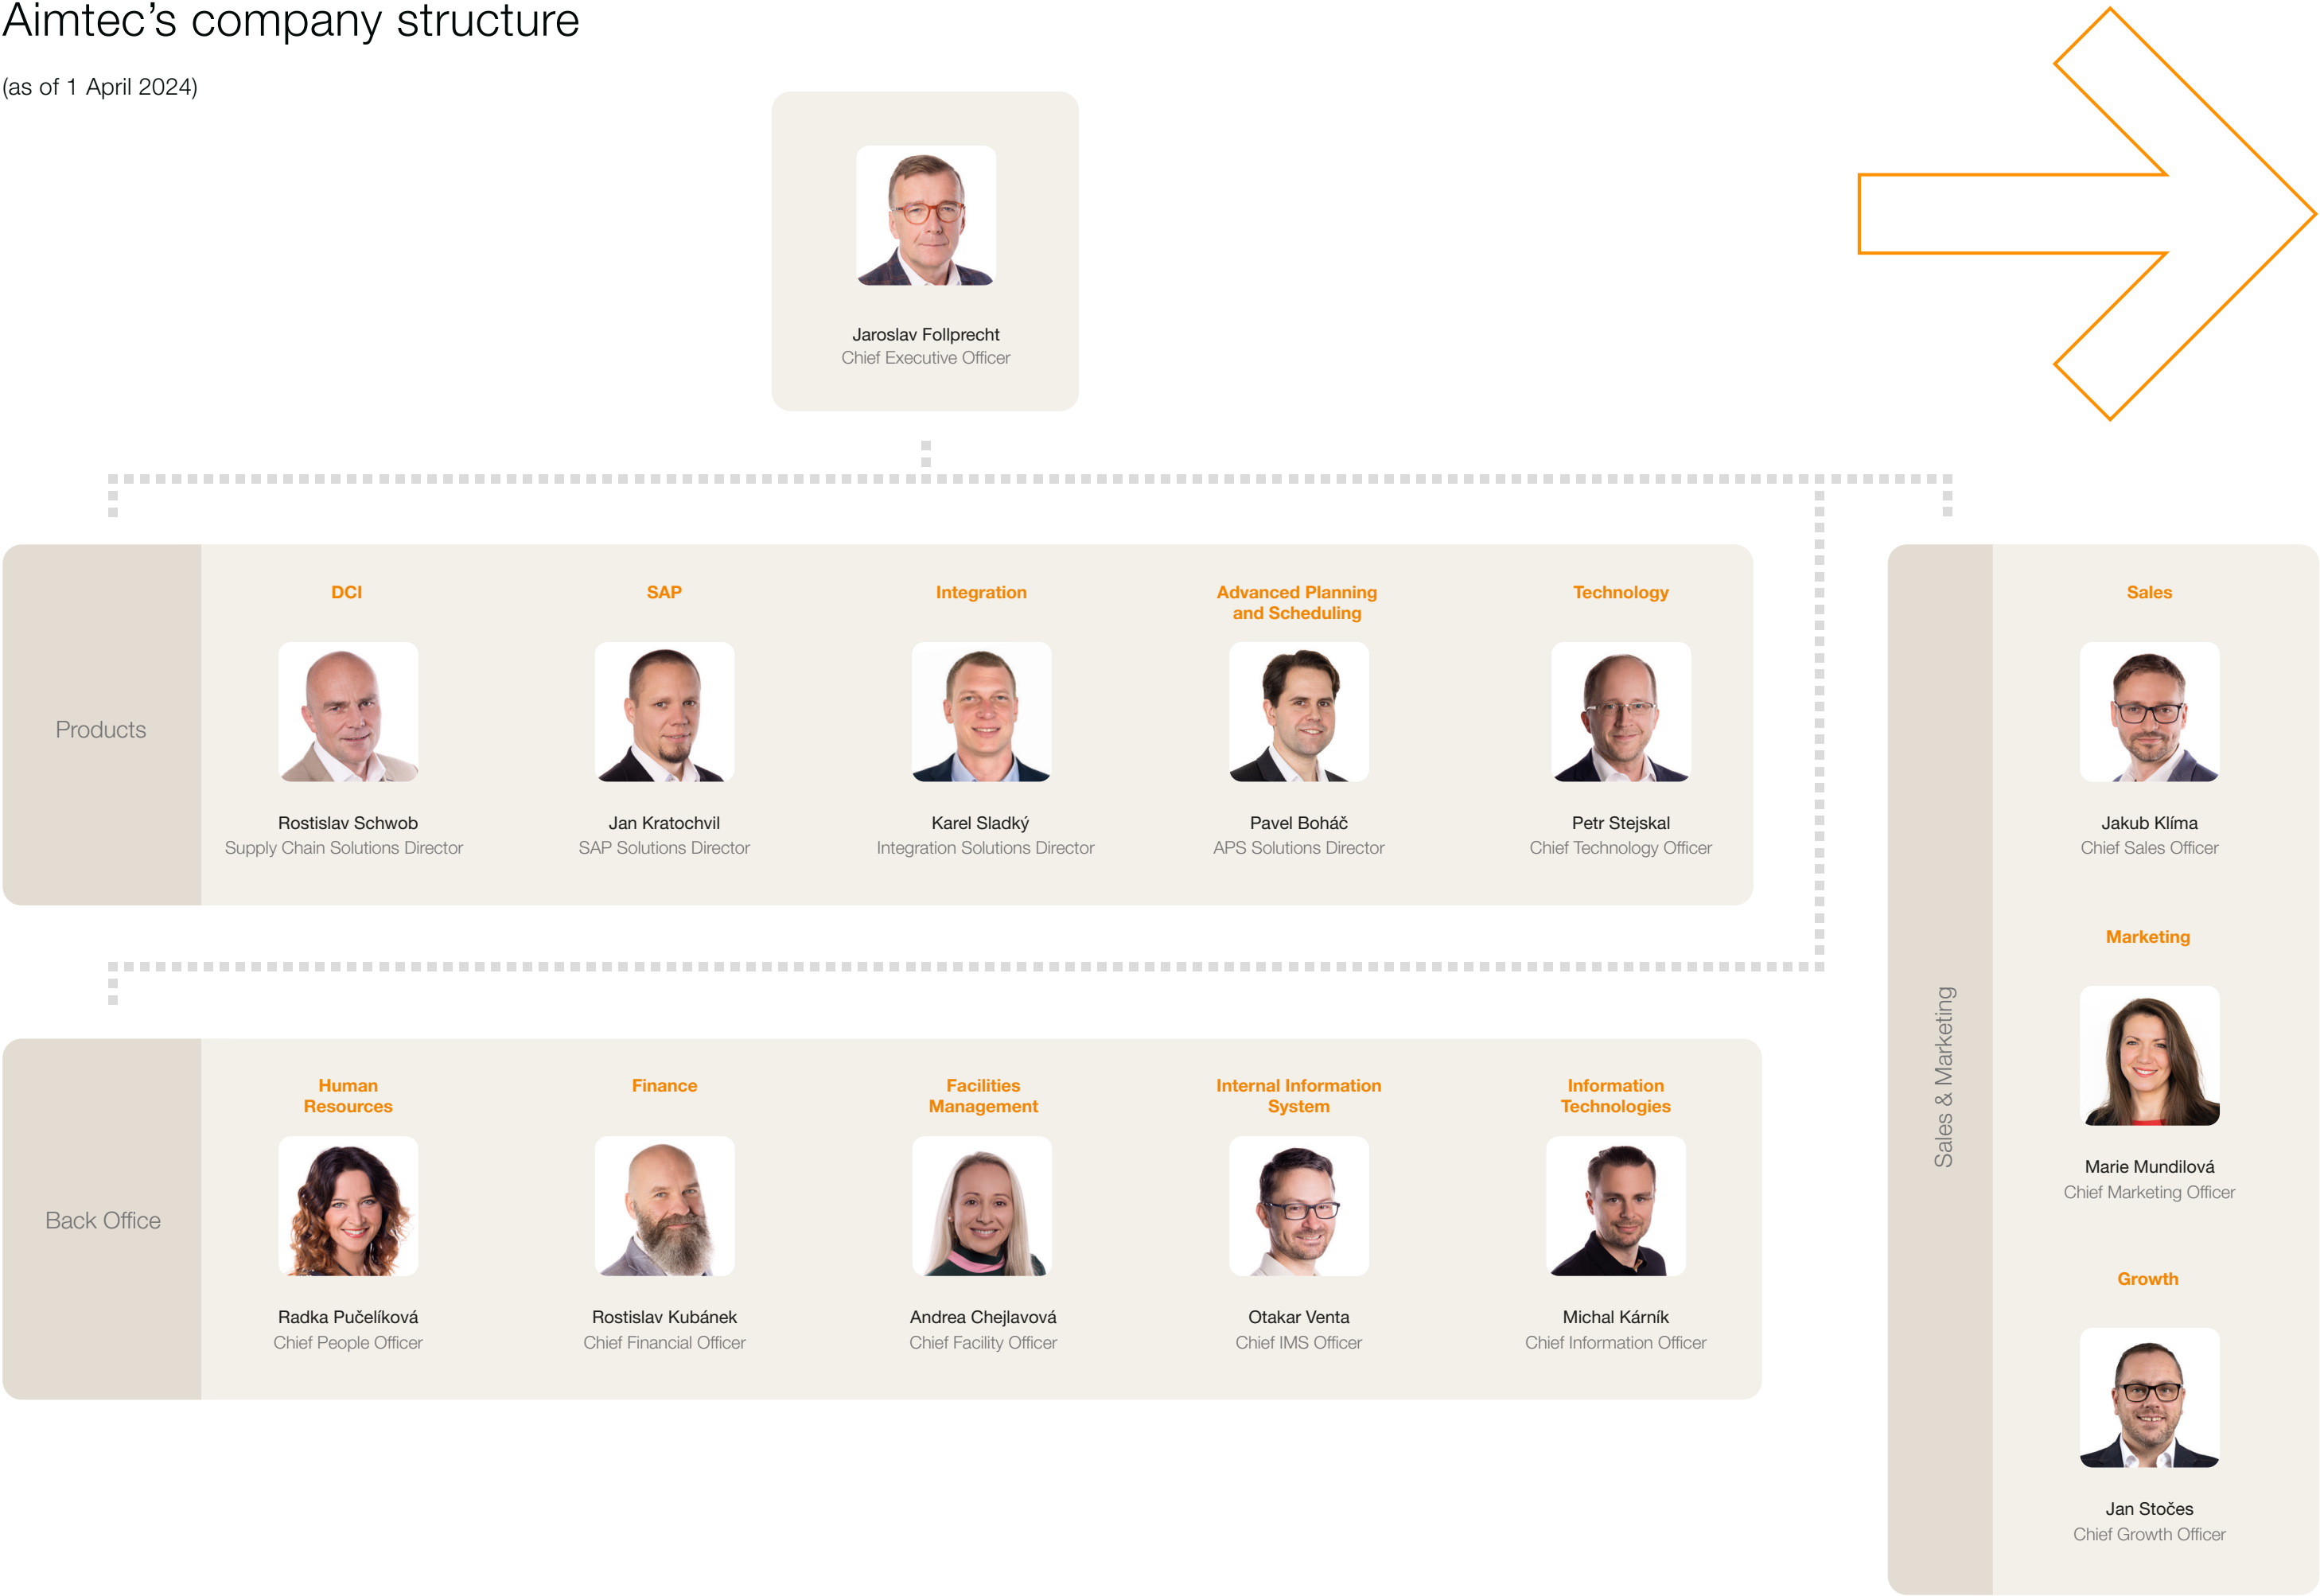 Aimtec’s company structure
(as of 1 April 2024)
Jaroslav Follprecht
Chief Executive Officer
Products
DCI
Rostislav Schwob
Supply Chain Solutions Director
SAP
Jan Kratochvil
SAP Solutions Director
Integration
Karel Sladký
Integration Solutions Director
Advanced Planning
and Scheduling
Pavel Boháč
APS Solutions Director
Technology
Petr Stejskal
Chief Technology Officer
Back Office
Human
Resources
Radka Pučelíková
Chief People Officer
Finance
Rostislav Kubánek
Chief Financial Officer
Facilities
Management
Andrea Chejlavová
Chief Facility Officer
Internal Information
System
Otakar Venta
Chief IMS Officer
Information
Technologies
Michal Kárník
Chief Information Officer
Sales & Marketing
Sales
Jakub Klíma
Chief Sales Officer
Marketing
Marie Mundilová
Chief Marketing Officer
Growth
Jan Stočes
Chief Growth Officer